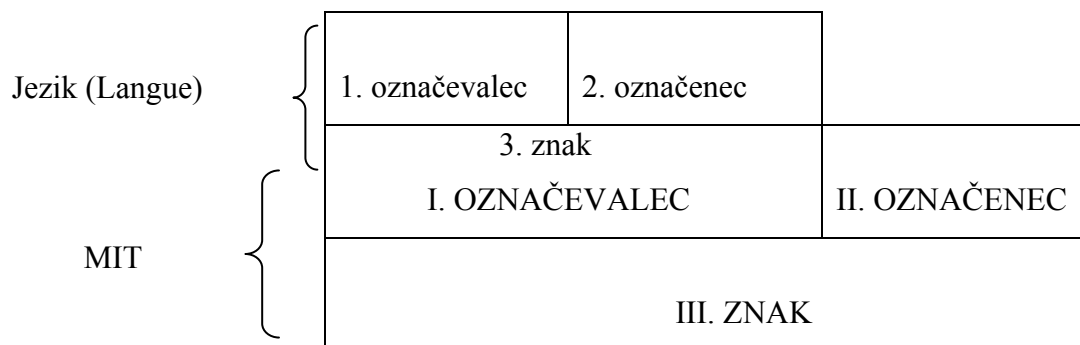 Jezik (Langue)
1. označevalec
2. označenec
3. znak
I. OZNAČEVALEC
II. OZNAČENEC
MIT
III. ZNAK